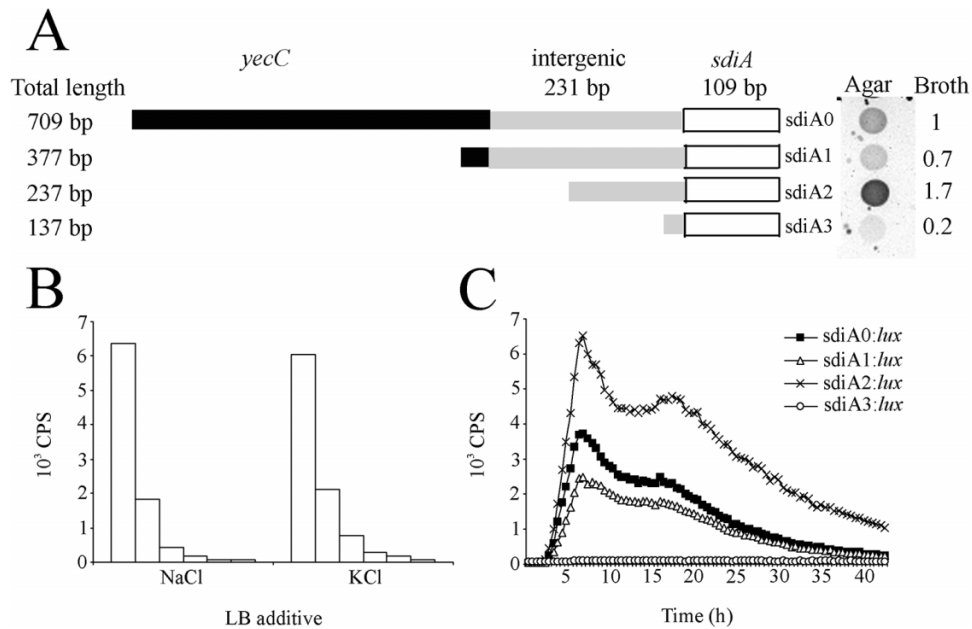 A
yecC intergenic sdiA
Total length 231 bp 109 bp Agar Broth
709 bp sdiA0 1
377 bp sdiA1 0.7
237 bp sdiA2 1.7
137 bp sdiA3 0.2
B
7
6
5
4
3
2
1
0
10³ CPS
NaCl KCl
LB additive
C
7
6
5
4
3
2
1
0
10³ CPS
sdiA0:lux
sdiA1:lux
sdiA2:lux
sdiA3:lux
5 10 15 20 25 30 35 40
Time (h)